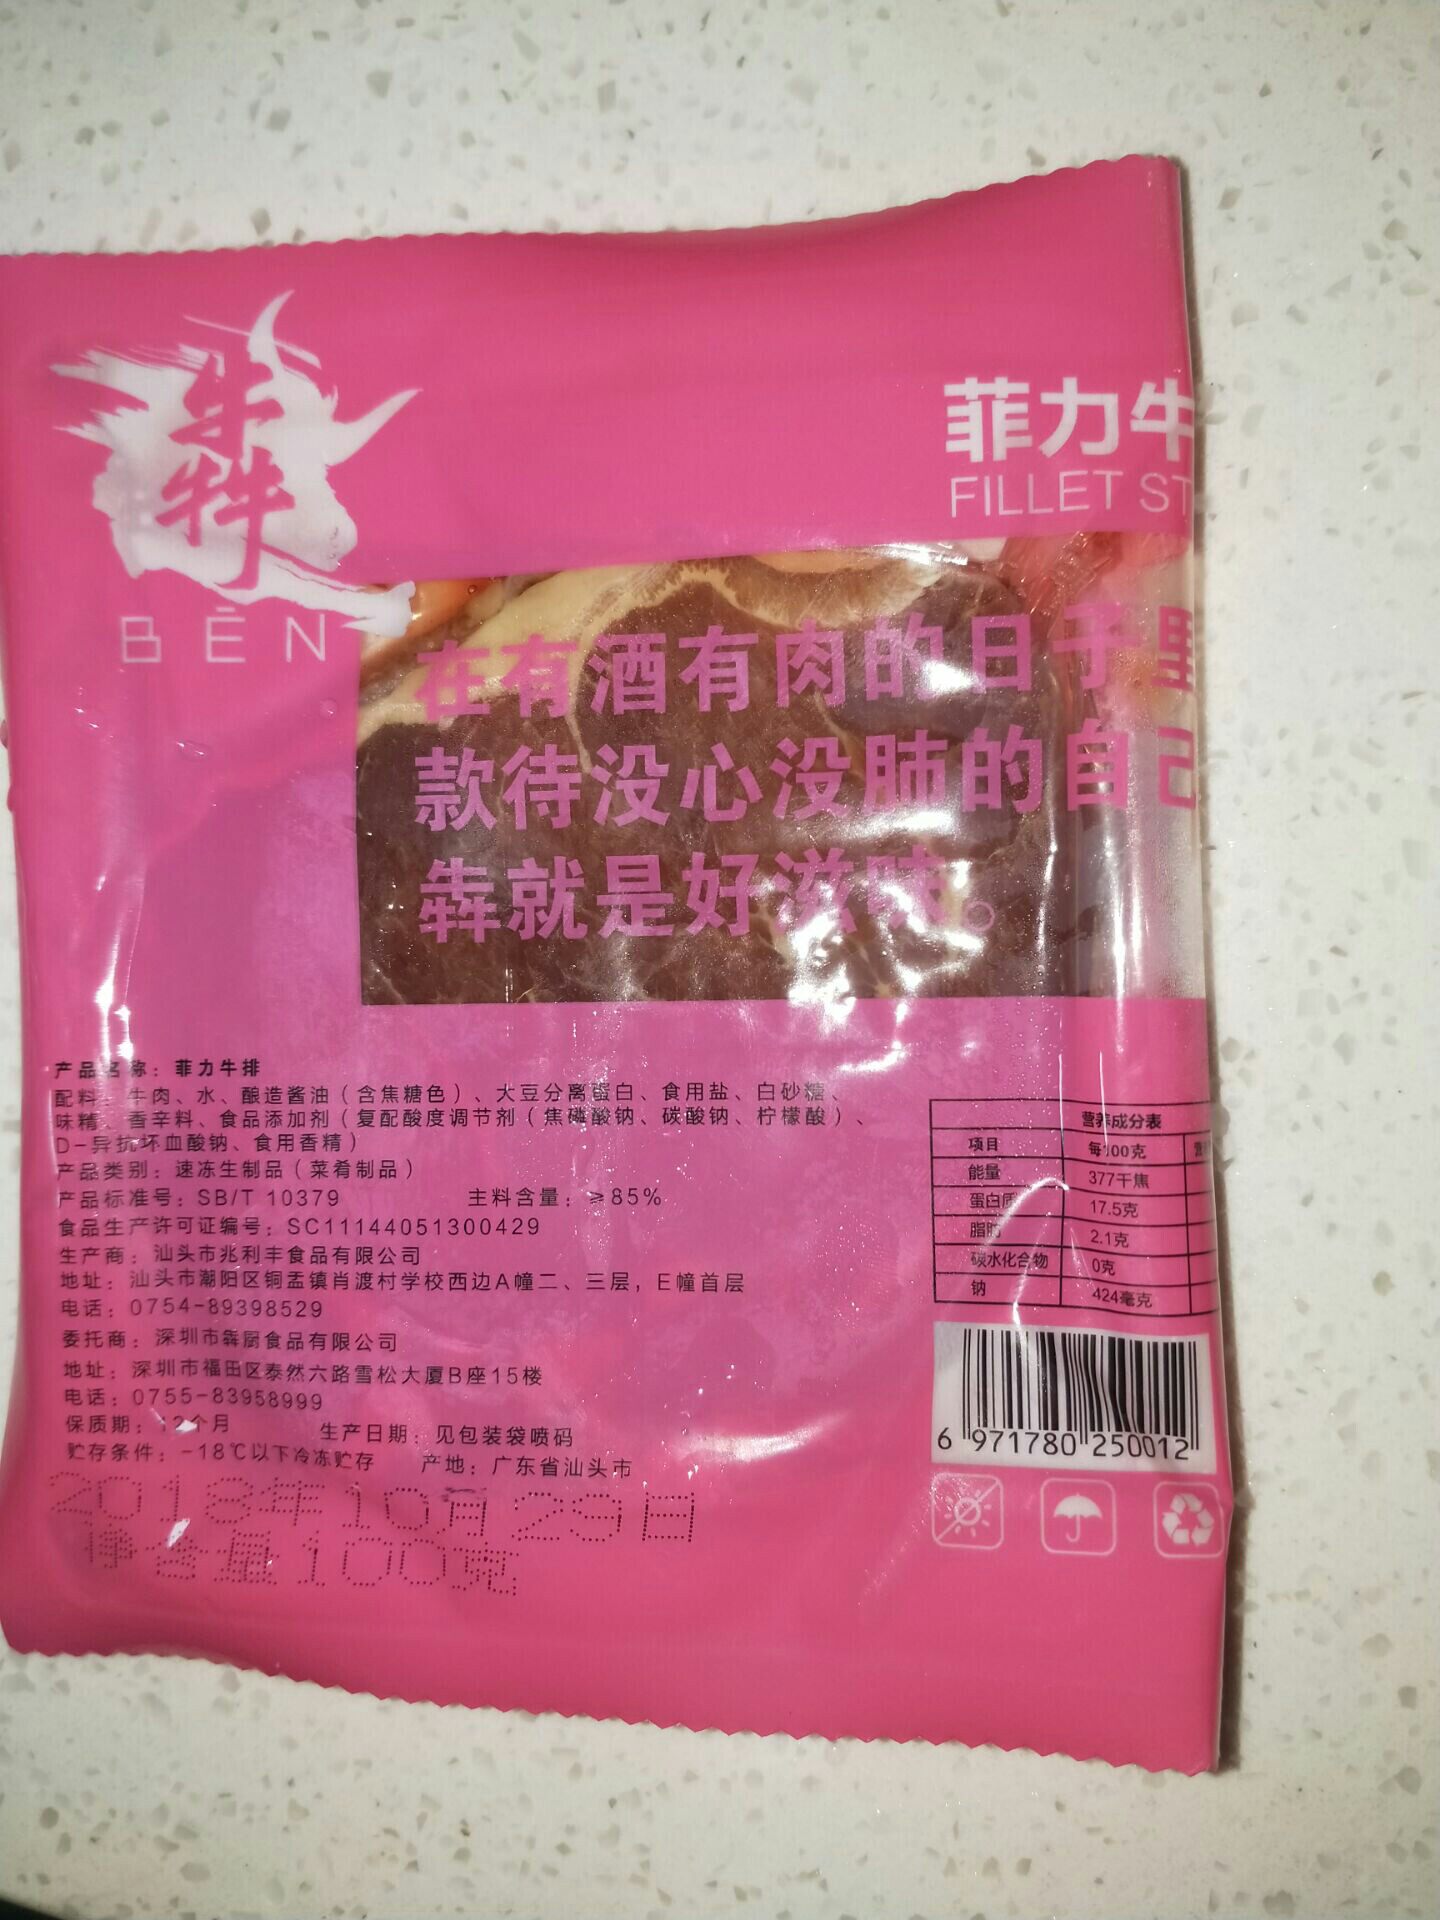 犇
BĒN
菲力牛
FILLET ST
在有酒有肉的日子里
款待没心没肺的自己
犇就是好滋味。
产品名称：菲力牛排
配料：牛肉、水、酿造酱油（含焦糖色）、大豆分离蛋白、食用盐、白砂糖、
味精、香辛料、食品添加剂（复配酸度调节剂（焦磷酸钠、碳酸钠、柠檬酸）、
D-异抗坏血酸钠、食用香精）
产品类别：速冻生制品（菜肴制品）
产品标准号：SB/T 10379 主料含量：≥85%
食品生产许可证编号：SC11144051300429
生产商：汕头市兆利丰食品有限公司
地址：汕头市潮阳区铜盂镇肖渡村学校西边A幢二、三层，E幢首层
电话：0754-89398529
委托商：深圳市犇厨食品有限公司
地址：深圳市福田区泰然六路雪松大厦B座15楼
电话：0755-83958999
保质期：12个月 生产日期：见包装袋喷码
贮存条件：-18℃以下冷冻贮存 产地：广东省汕头市
2018年10月29日
净含量100克
营养成分表
项目 每100克
能量 377千焦
蛋白质 17.5克
脂肪 2.1克
碳水化合物 0克
钠 424毫克
6 971780 250012